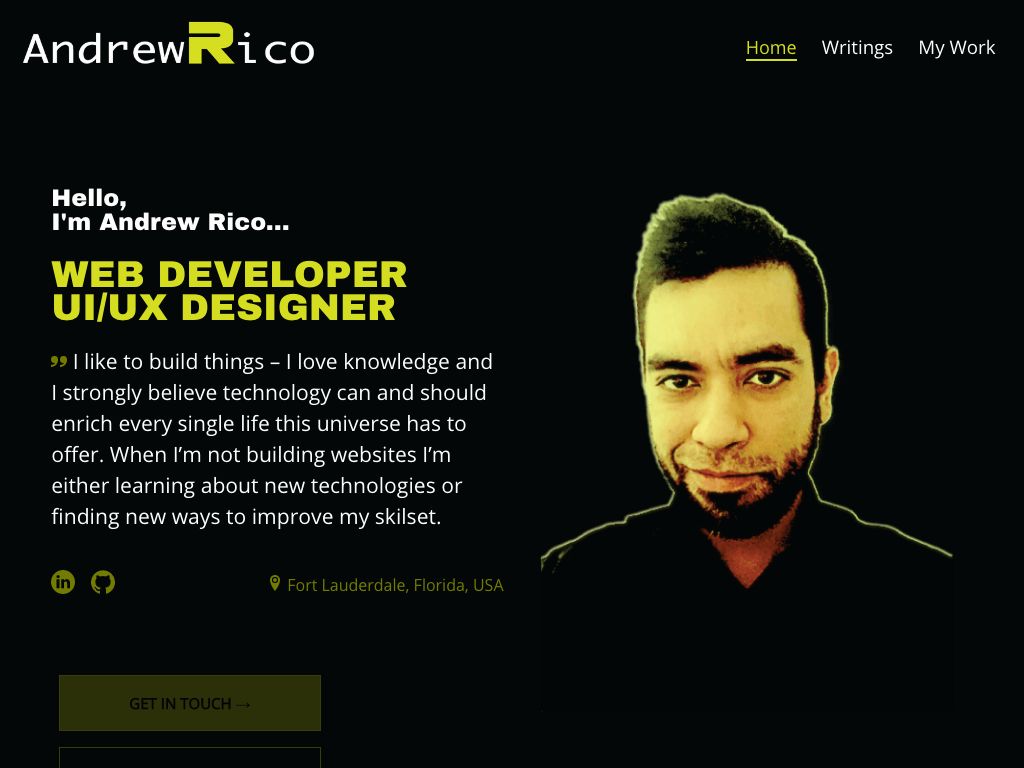 AndrewRico
Home
Writings
My Work
Hello,
I'm Andrew Rico...
WEB DEVELOPER
UI/UX DESIGNER
” I like to build things – I love knowledge and
I strongly believe technology can and should
enrich every single life this universe has to
offer. When I’m not building websites I’m
either learning about new technologies or
finding new ways to improve my skilset.
in
Fort Lauderdale, Florida, USA
GET IN TOUCH →